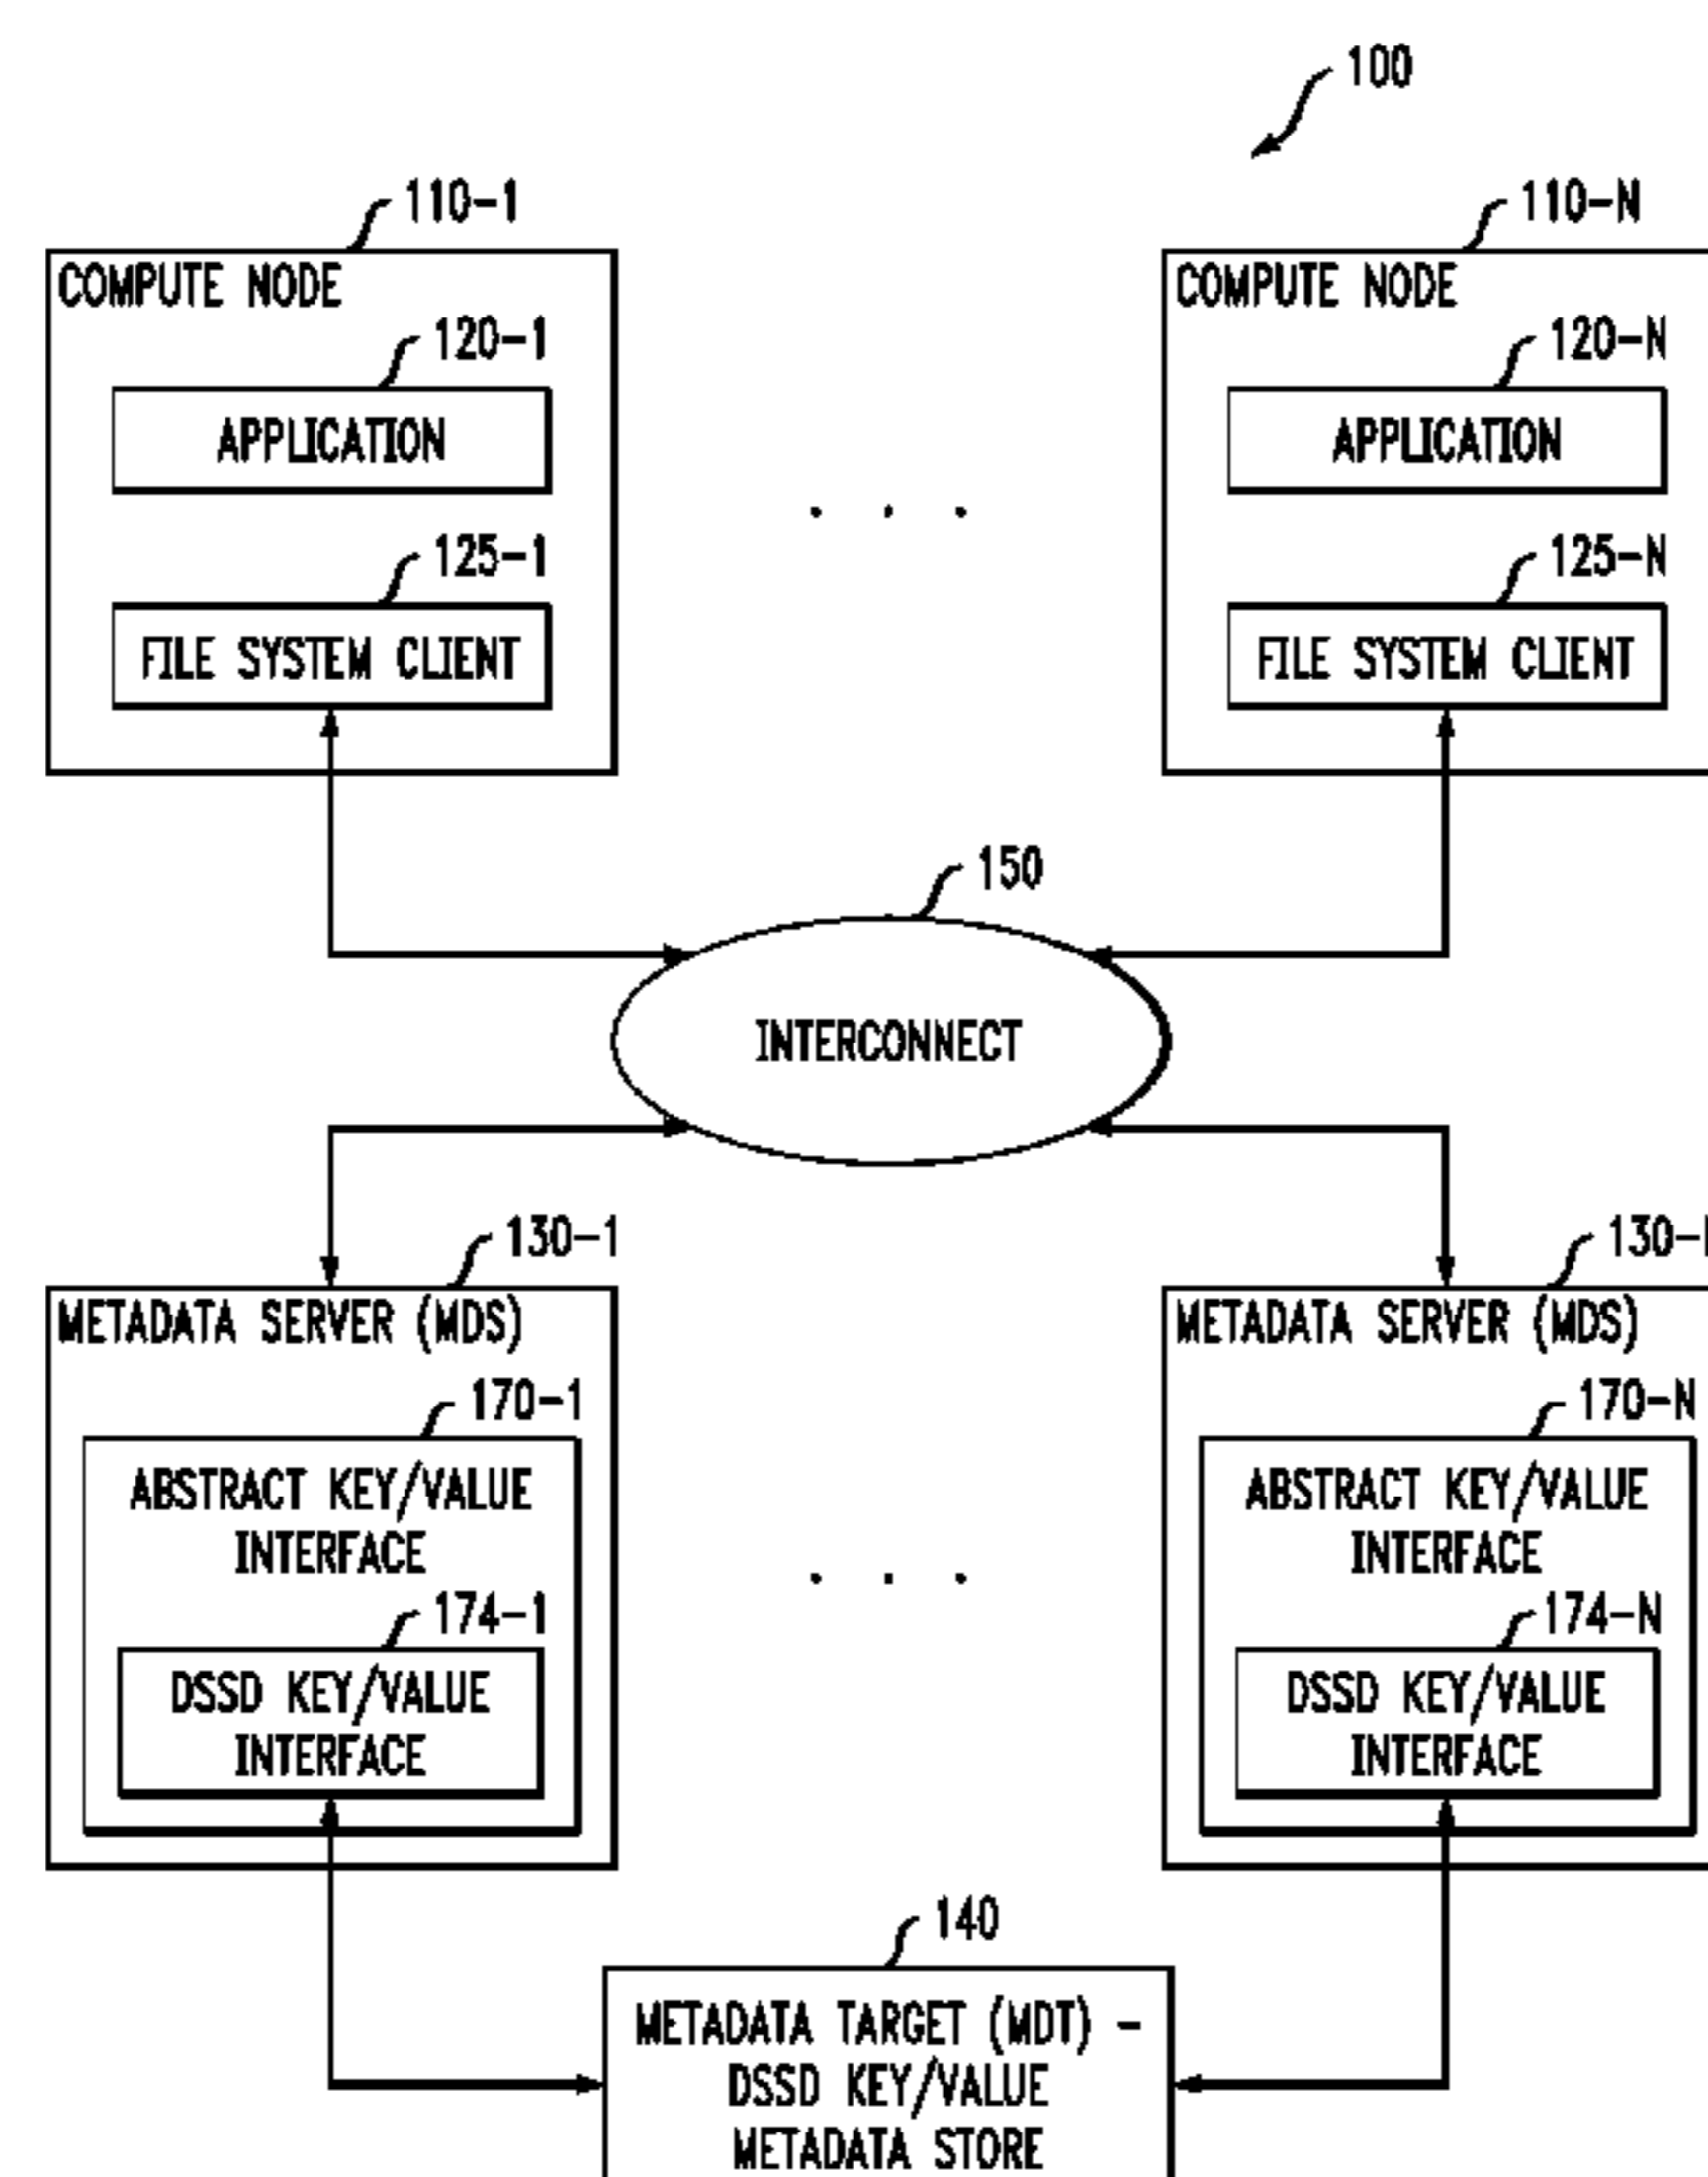 100
110-1
110-N
COMPUTE NODE
COMPUTE NODE
120-1
120-N
APPLICATION
APPLICATION
. . .
125-1
125-N
FILE SYSTEM CLIENT
FILE SYSTEM CLIENT
150
INTERCONNECT
130-1
METADATA SERVER (MDS)
METADATA SERVER (MDS)
170-1
170-N
ABSTRACT KEY/VALUE
INTERFACE
ABSTRACT KEY/VALUE
INTERFACE
. . .
174-1
174-N
DSSD KEY/VALUE
INTERFACE
DSSD KEY/VALUE
INTERFACE
140
METADATA TARGET (MDT) -
DSSD KEY/VALUE
METADATA STORE